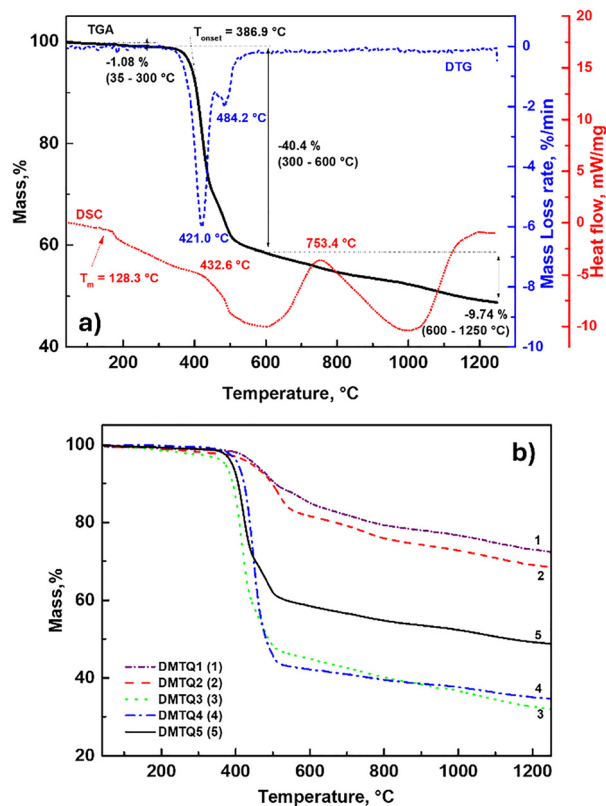 TGA
T_onset = 386.9 °C
-1.08 %
(35 - 300 °C
DTG
484.2 °C
-40.4 %
(300 - 600 °C)
421.0 °C
753.4 °C
DSC
432.6 °C
T_m = 128.3 °C
-9.74 %
(600 - 1250 °C)
a)
100
80
60
40
Mass,%
200
400
600
800
1000
1200
Temperature, °C
0
-2
-4
-6
-8
-9
-10
Mass Loss rate, %/min
20
15
10
5
0
-5
-10
Heat flow, mW/mg
b)
100
80
60
40
20
Mass,%
1
2
5
4
3
DMTQ1 (1)
DMTQ2 (2)
DMTQ3 (3)
DMTQ4 (4)
DMTQ5 (5)
200
400
600
800
1000
1200
Temperature, °C